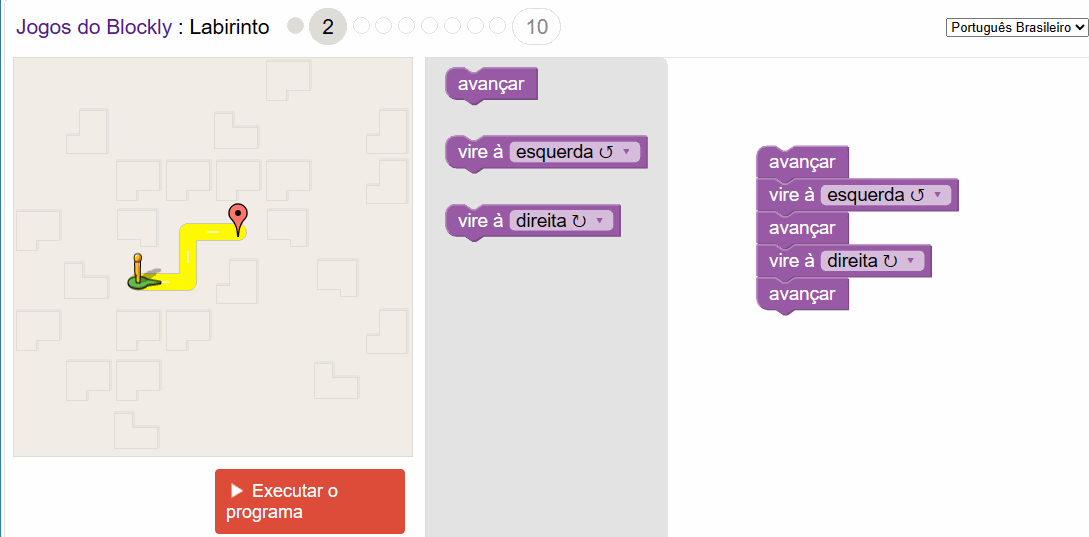 Jogos do Blockly : Labirinto 2 10
Português Brasileiro
avançar
vire à esquerda ↺
vire à direita ↻
avançar
vire à esquerda ↺
avançar
vire à direita ↻
avançar
Executar o
programa